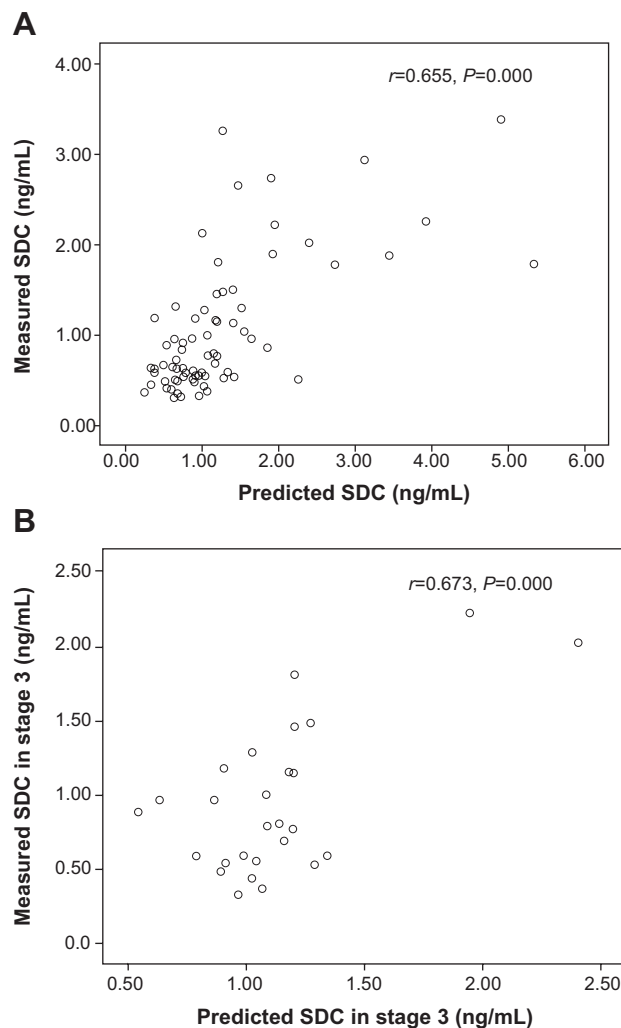 A
4.00
3.00
2.00
1.00
0.00
Measured SDC (ng/mL)
r=0.655, P=0.000
0.00 1.00 2.00 3.00 4.00 5.00 6.00
Predicted SDC (ng/mL)
B
2.50
2.00
1.50
1.00
0.50
0.0
Measured SDC in stage 3 (ng/mL)
r=0.673, P=0.000
0.50 1.00 1.50 2.00 2.50
Predicted SDC in stage 3 (ng/mL)